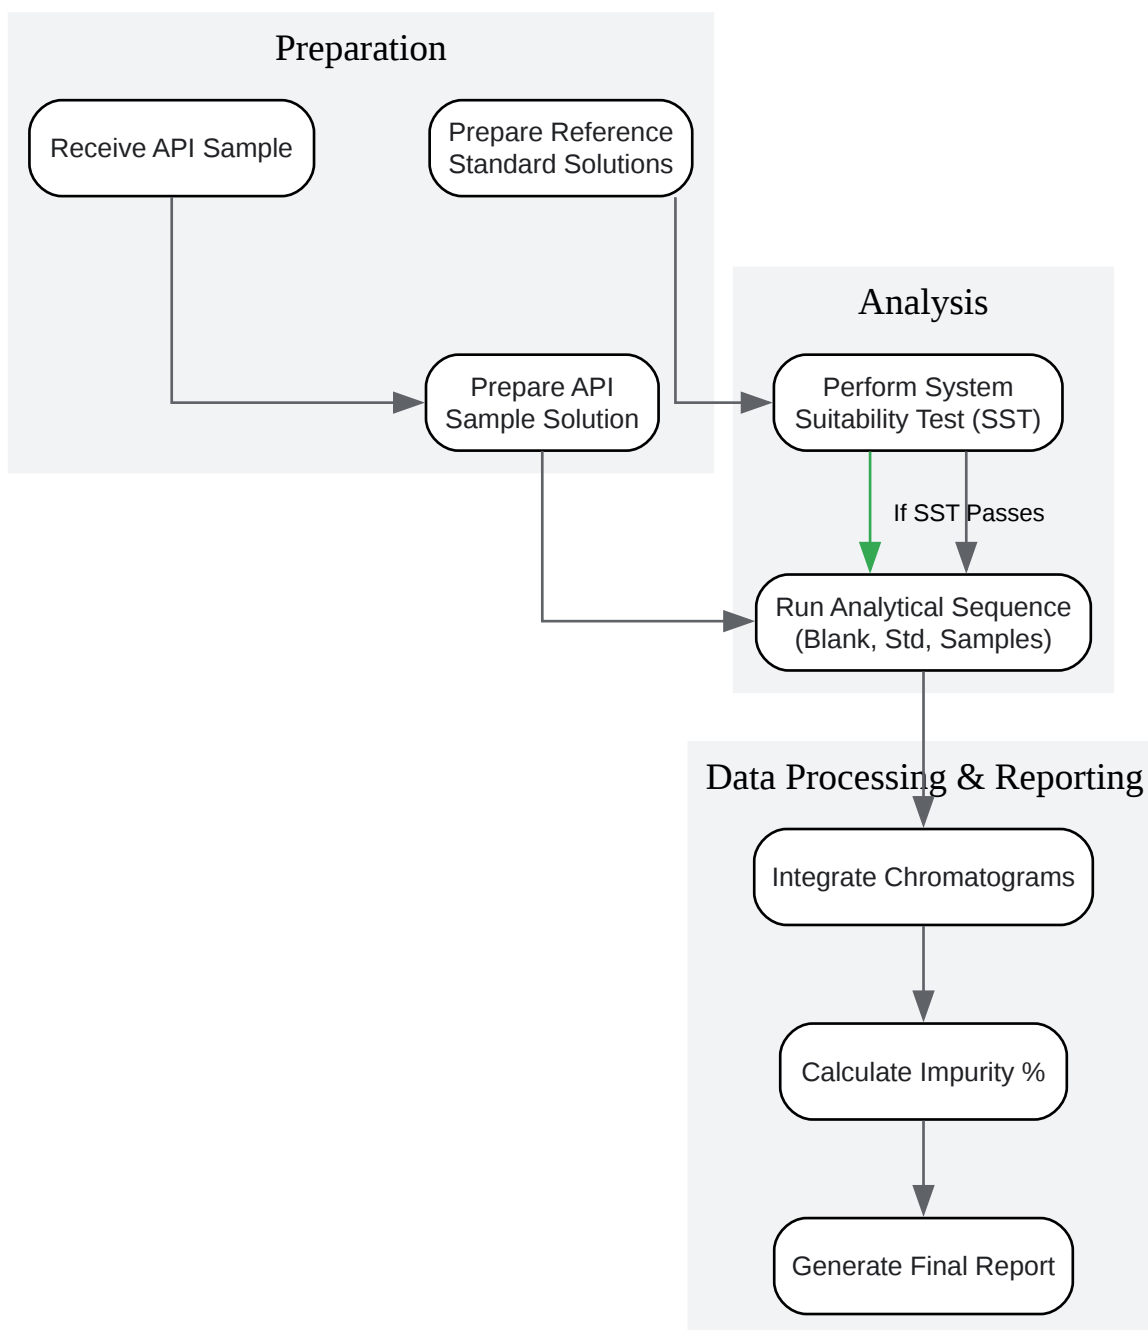 Preparation
Receive API Sample
Prepare Reference
Standard Solutions
Prepare API
Sample Solution
Analysis
Perform System
Suitability Test (SST)
If SST Passes
Run Analytical Sequence
(Blank, Std, Samples)
Data Processing & Reporting
Integrate Chromatograms
Calculate Impurity %
Generate Final Report